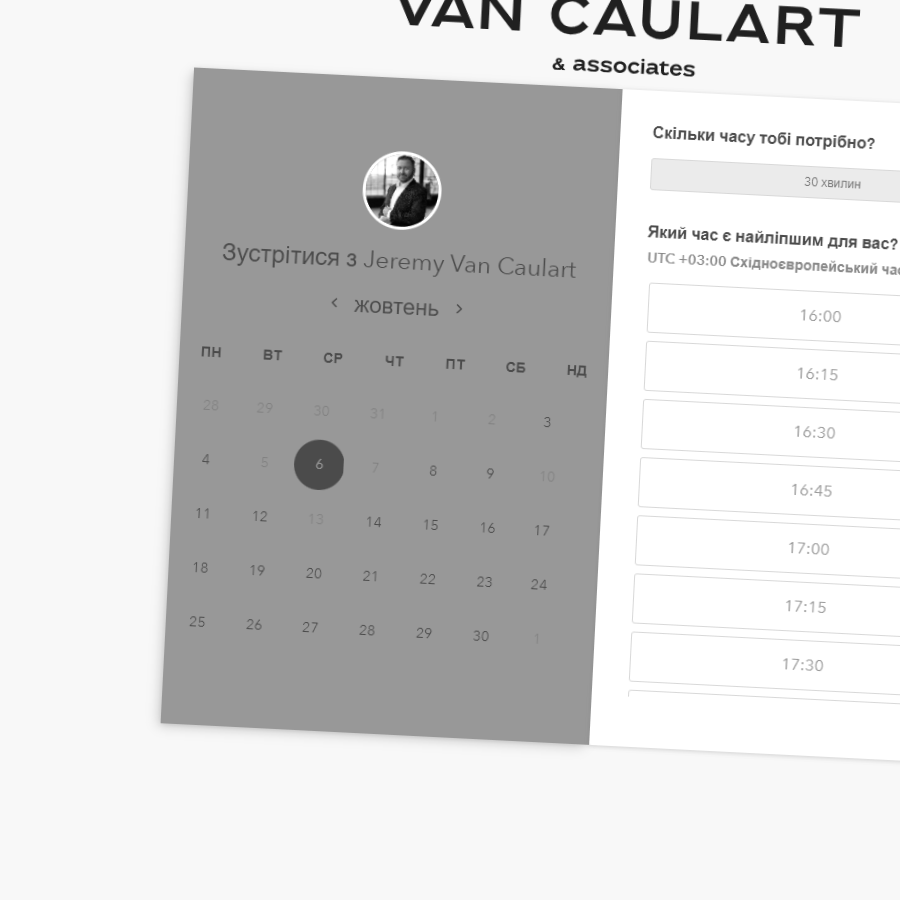 VAN CAULART
& associates
Зустрітися з Jeremy Van Caulart
жовтень
ПН ВТ СР ЧТ ПТ СБ НД
28 29 30 31 1 2 3
4 5 6 7 8 9 10
11 12 13 14 15 16 17
18 19 20 21 22 23 24
25 26 27 28 29 30 1
Скільки часу тобі потрібно?
30 хвилин
Який час є найліпшим для вас?
UTC +03:00 Східноєвропейський
16:00
16:15
16:30
16:45
17:00
17:15
17:30